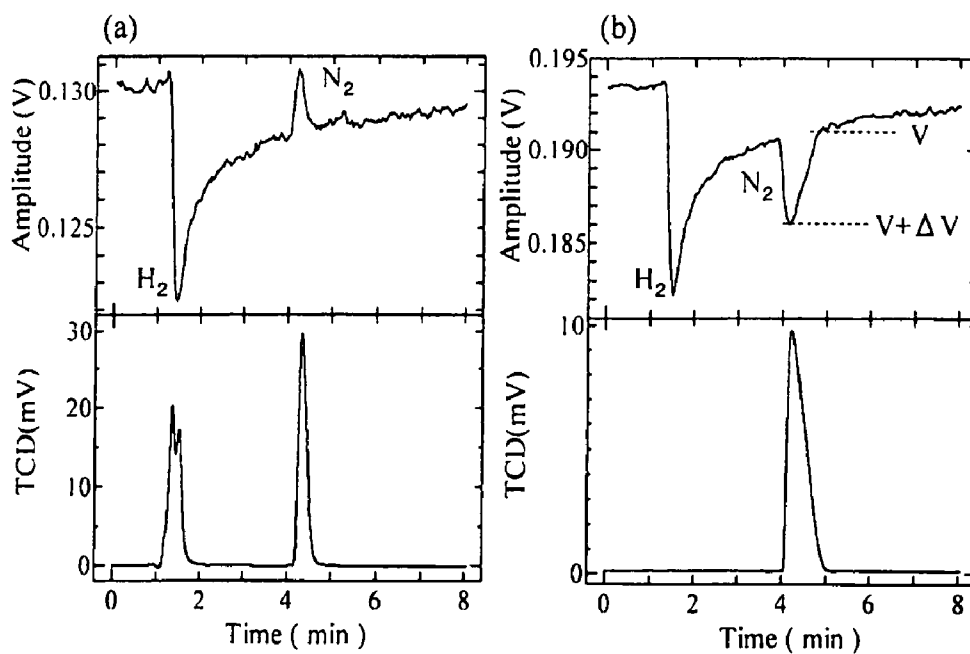 (a)
Amplitude (V)
0.130
0.125
N₂
H₂
TCD(mV)
30
20
10
0
0 2 4 6 8
Time ( min )
(b)
Amplitude (V)
0.195
0.190
0.185
N₂
H₂
V
V + Δ V
TCD(mV)
10
0
0 2 4 6 8
Time ( min )